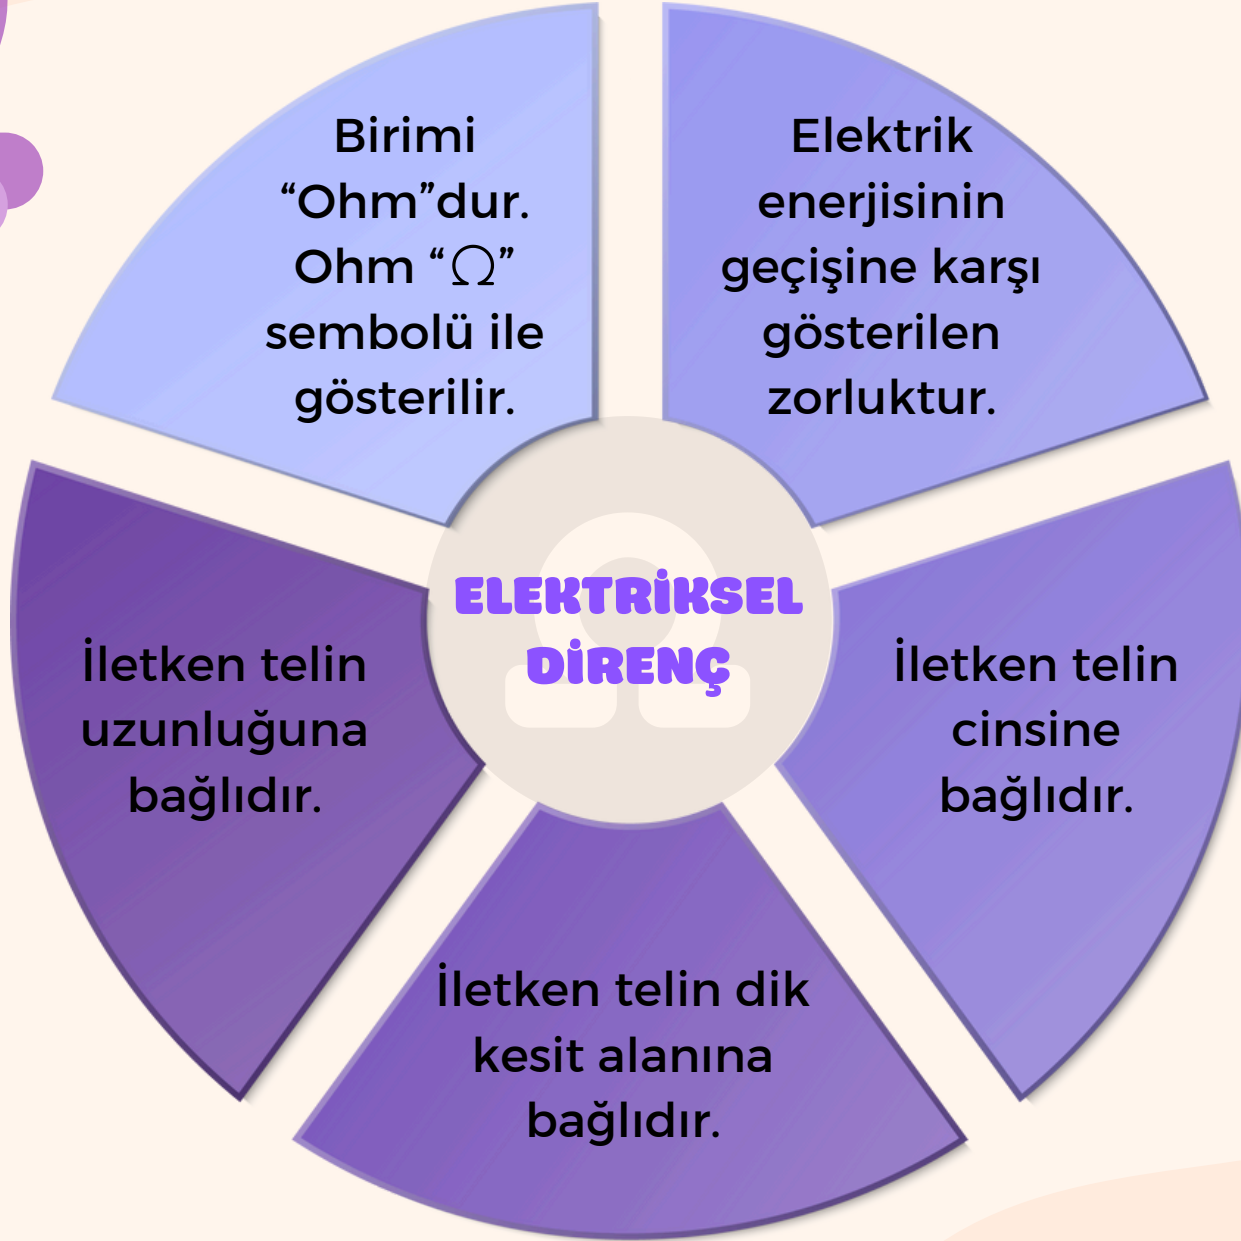 Birimi
“Ohm”dur.
Ohm “Ω”
sembolü ile
gösterilir.
Elektrik
enerjisinin
geçişine karşı
gösterilen
zorluktur.
ELEKTRİKSEL
DİRENÇ
İletken telin
uzunluğuna
bağlıdır.
İletken telin
cinsine
bağlıdır.
İletken telin dik
kesit alanına
bağlıdır.